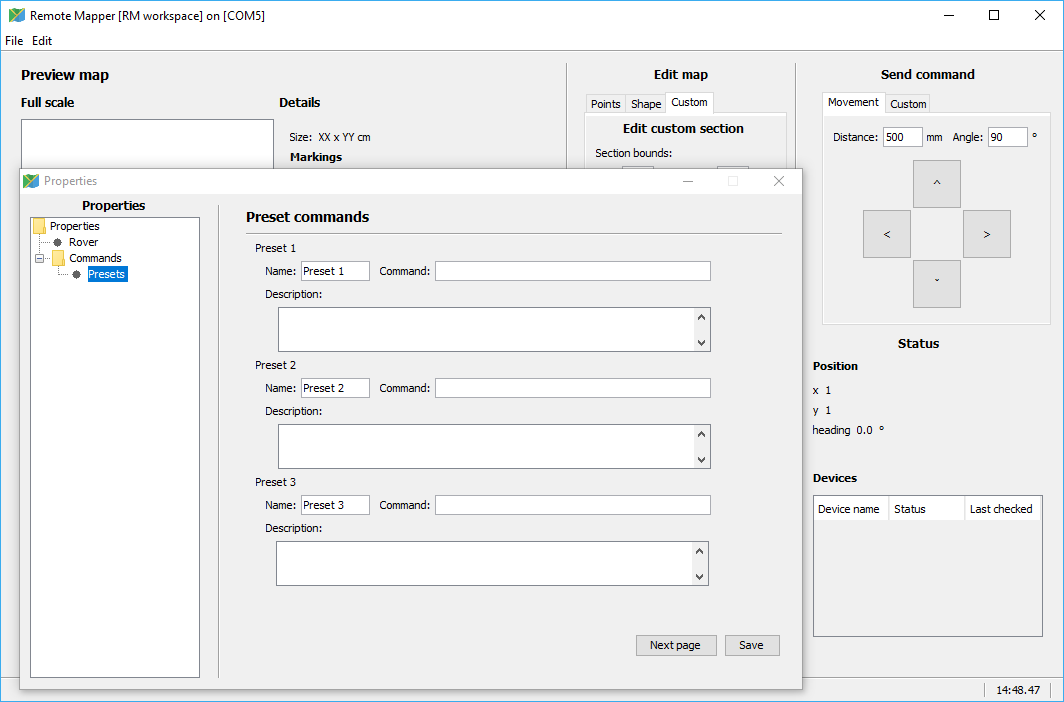 Remote Mapper [RM workspace] on [COM5]
File Edit
Preview map
Full scale
Details
Size: XX x YY cm
Markings
Edit map
Points Shape Custom
Edit custom section
Section bounds:
Send command
Movement Custom
Distance: 500 mm Angle: 90 °
^
< >
ˇ
Status
Position
x 1
y 1
heading 0.0 °
Devices
Device name Status Last checked
Properties
Properties
Properties
Rover
Commands
Presets
Preset commands
Preset 1
Name: Preset 1 Command:
Description:
Preset 2
Name: Preset 2 Command:
Description:
Preset 3
Name: Preset 3 Command:
Description:
Next page Save
14:48.47